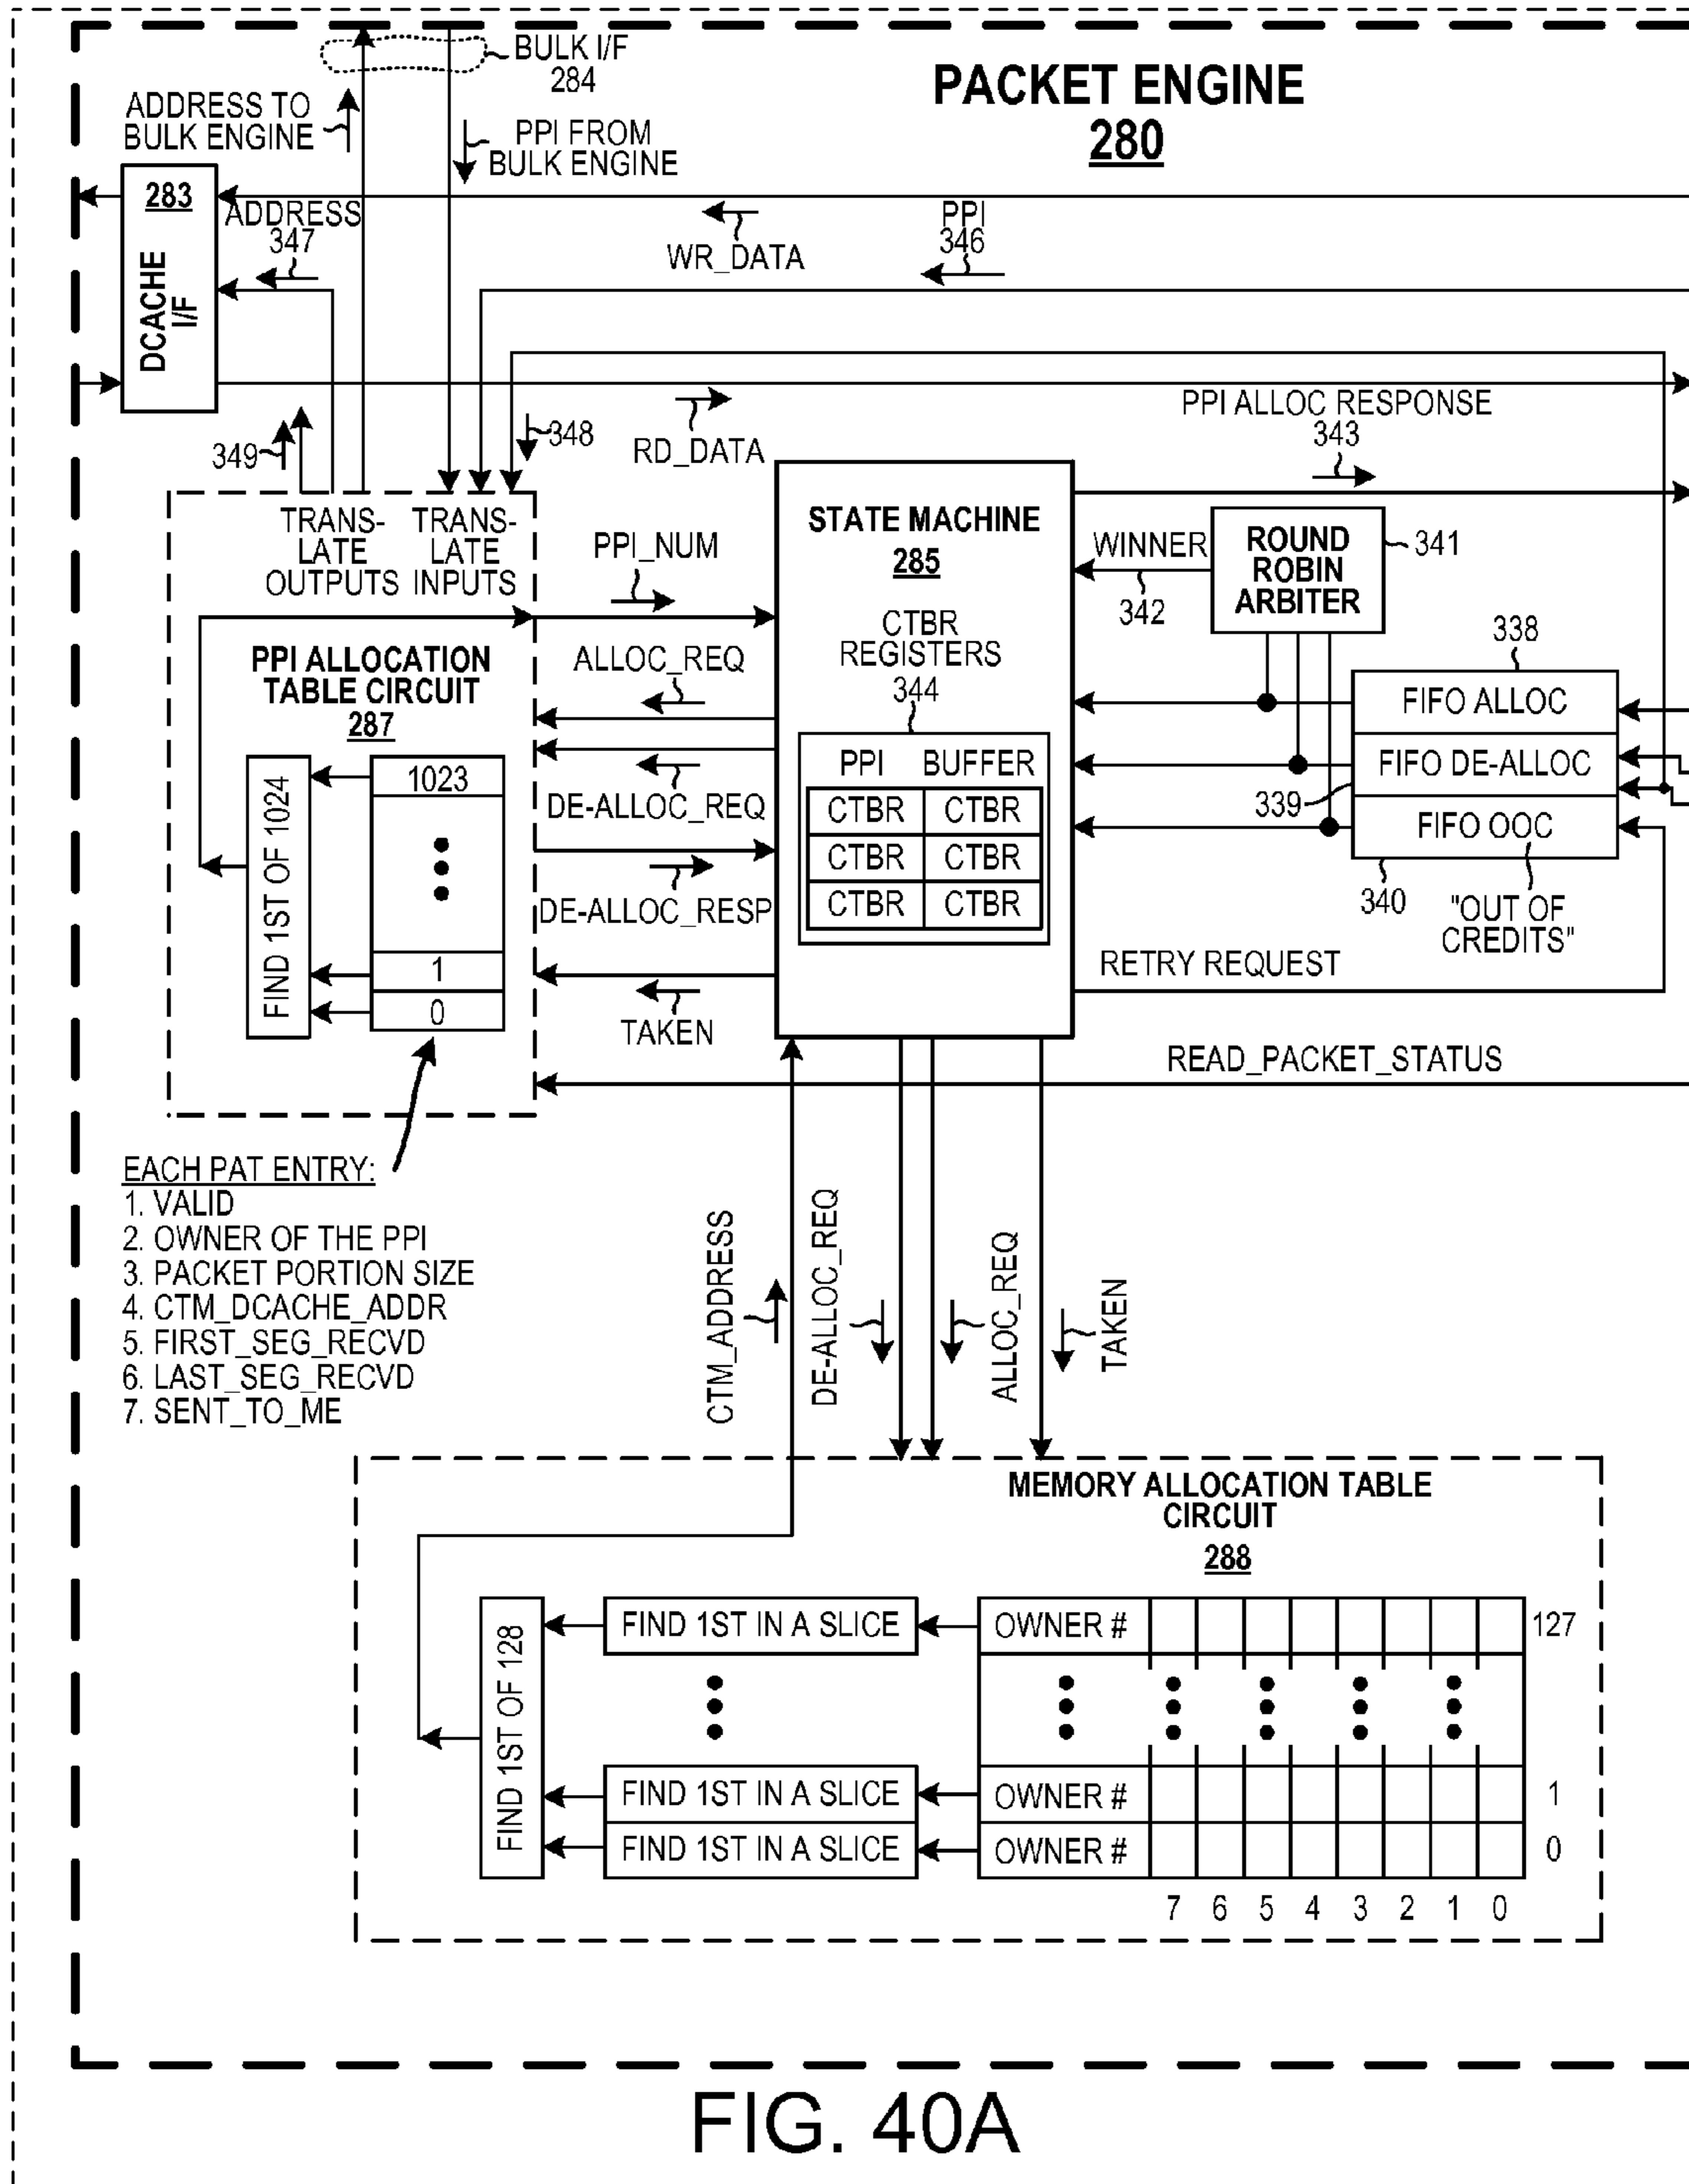 BULK I/F
284
PACKET ENGINE
280
ADDRESS TO
BULK ENGINE
PPI FROM
BULK ENGINE
283
DCACHE
I/F
ADDRESS
347
WR_DATA
PPI
346
349
348
RD_DATA
PPI ALLOC RESPONSE
343
TRANS-
LATE
OUTPUTS
TRANS-
LATE
INPUTS
PPI_NUM
STATE MACHINE
285
WINNER
342
ROUND
ROBIN
ARBITER
341
CTBR
REGISTERS
344
338
PPI ALLOCATION
TABLE CIRCUIT
287
ALLOC_REQ
FIFO ALLOC
FIFO DE-ALLOC
339
FIFO OOC
340
"OUT OF
CREDITS"
PPI BUFFER
CTBR CTBR
CTBR CTBR
CTBR CTBR
DE-ALLOC_REQ
DE-ALLOC_RESP
FIND 1ST OF 1024
1023
1
0
TAKEN
RETRY REQUEST
READ_PACKET_STATUS
EACH PAT ENTRY:
1. VALID
2. OWNER OF THE PPI
3. PACKET PORTION SIZE
4. CTM_DCACHE_ADDR
5. FIRST_SEG_RECVD
6. LAST_SEG_RECVD
7. SENT_TO_ME
CTM_ADDRESS
DE-ALLOC_REQ
ALLOC_REQ
TAKEN
MEMORY ALLOCATION TABLE
CIRCUIT
288
FIND 1ST OF 128
FIND 1ST IN A SLICE OWNER # 127
FIND 1ST IN A SLICE OWNER # 1
FIND 1ST IN A SLICE OWNER # 0
7 6 5 4 3 2 1 0
FIG. 40A